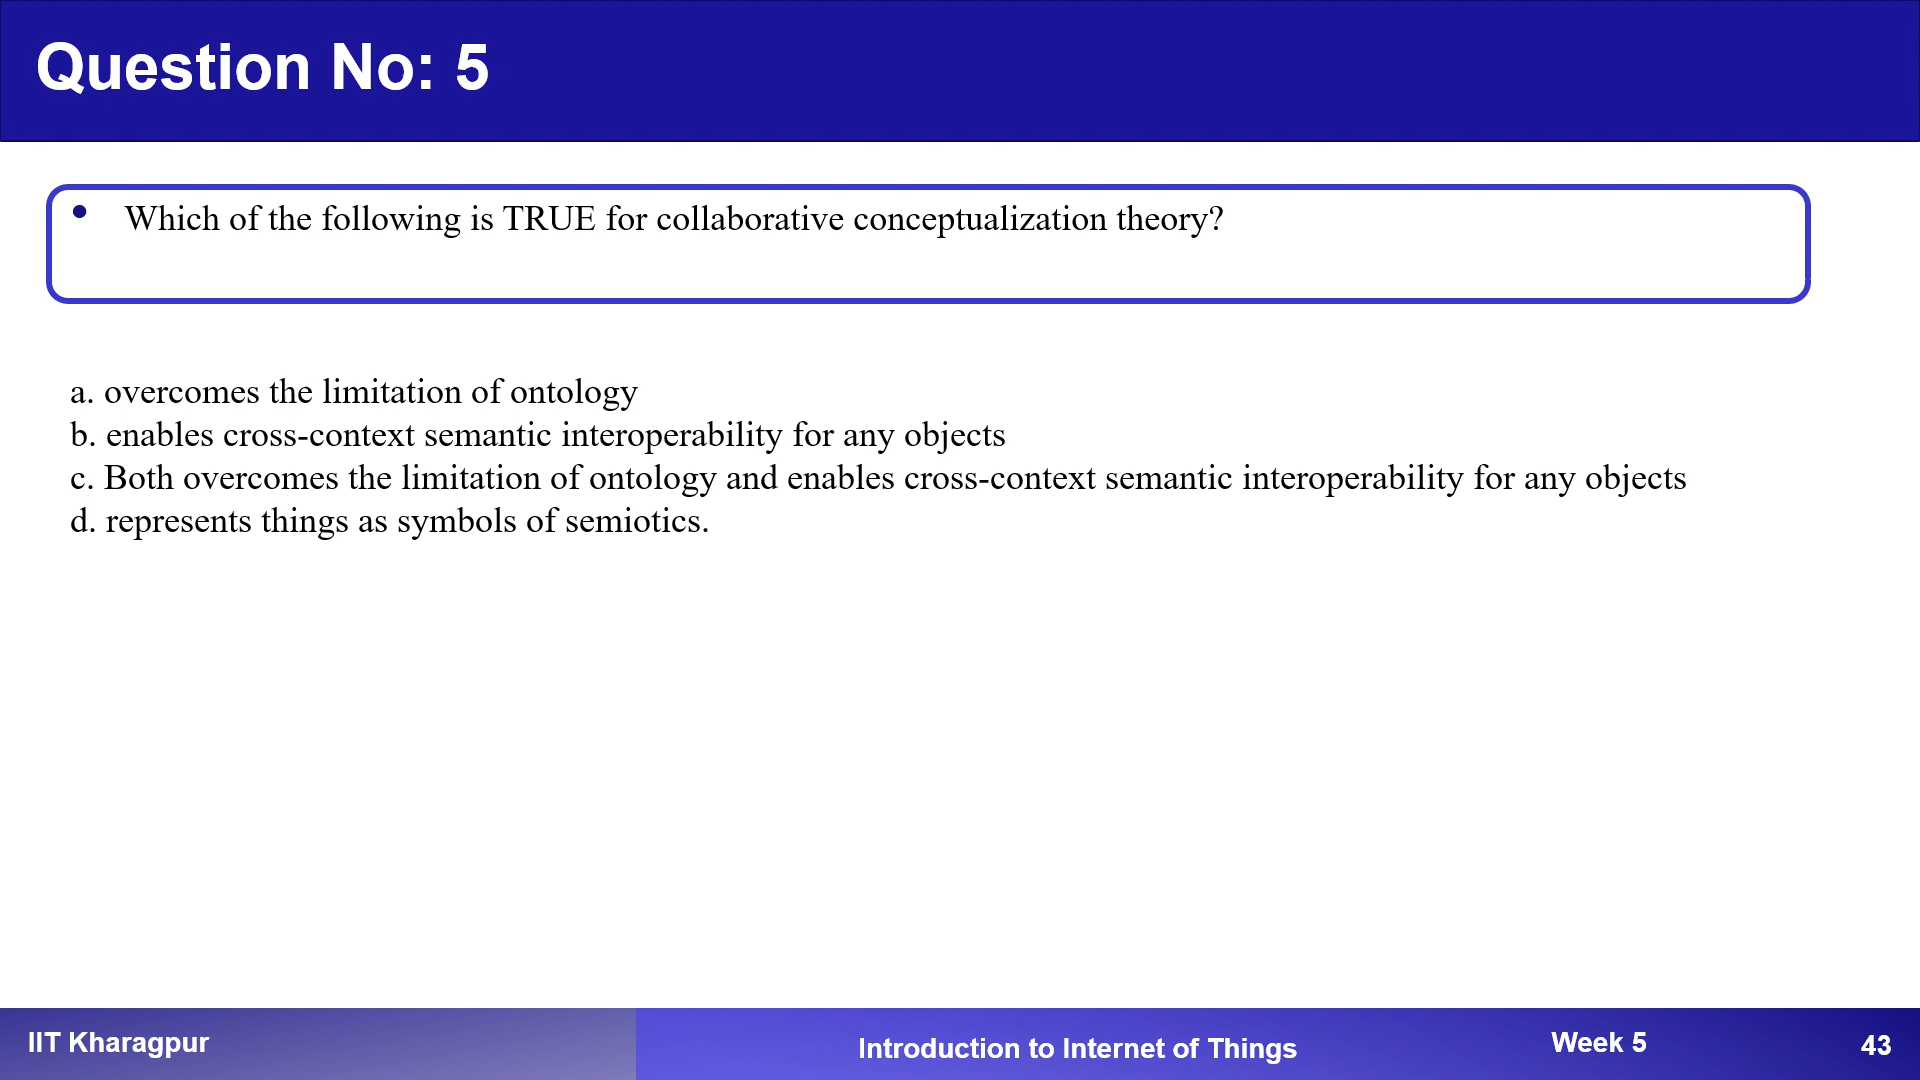 Question No: 5
• Which of the following is TRUE for collaborative conceptualization theory?
a. overcomes the limitation of ontology
b. enables cross-context semantic interoperability for any objects
c. Both overcomes the limitation of ontology and enables cross-context semantic interoperability for any objects
d. represents things as symbols of semiotics.
IIT Kharagpur
Introduction to Internet of Things
Week 5
43